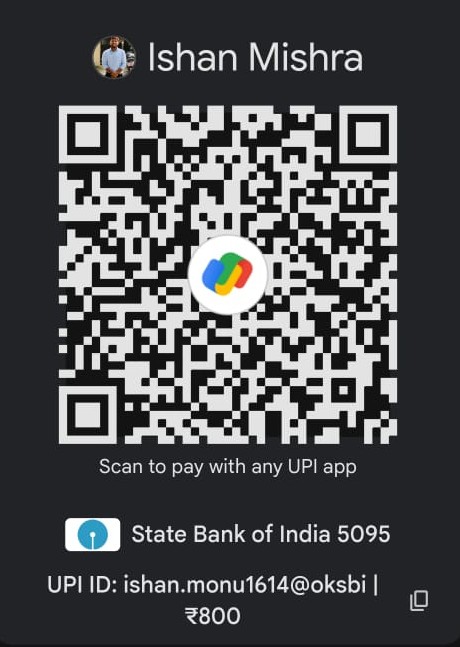 Ishan Mishra
Scan to pay with any UPI app
State Bank of India 5095
UPI ID: ishan.monu1614@oksbi |
₹800